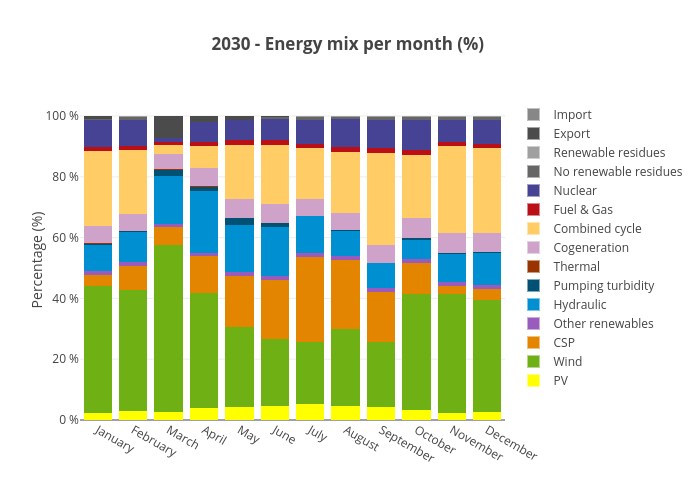 2030 - Energy mix per month (%)
100 %
80 %
60 %
40 %
20 %
0 %
Percentage (%)
January
February
March
April
May
June
July
August
September
October
November
December
Import
Export
Renewable residues
No renewable residues
Nuclear
Fuel & Gas
Combined cycle
Cogeneration
Thermal
Pumping turbidity
Hydraulic
Other renewables
CSP
Wind
PV